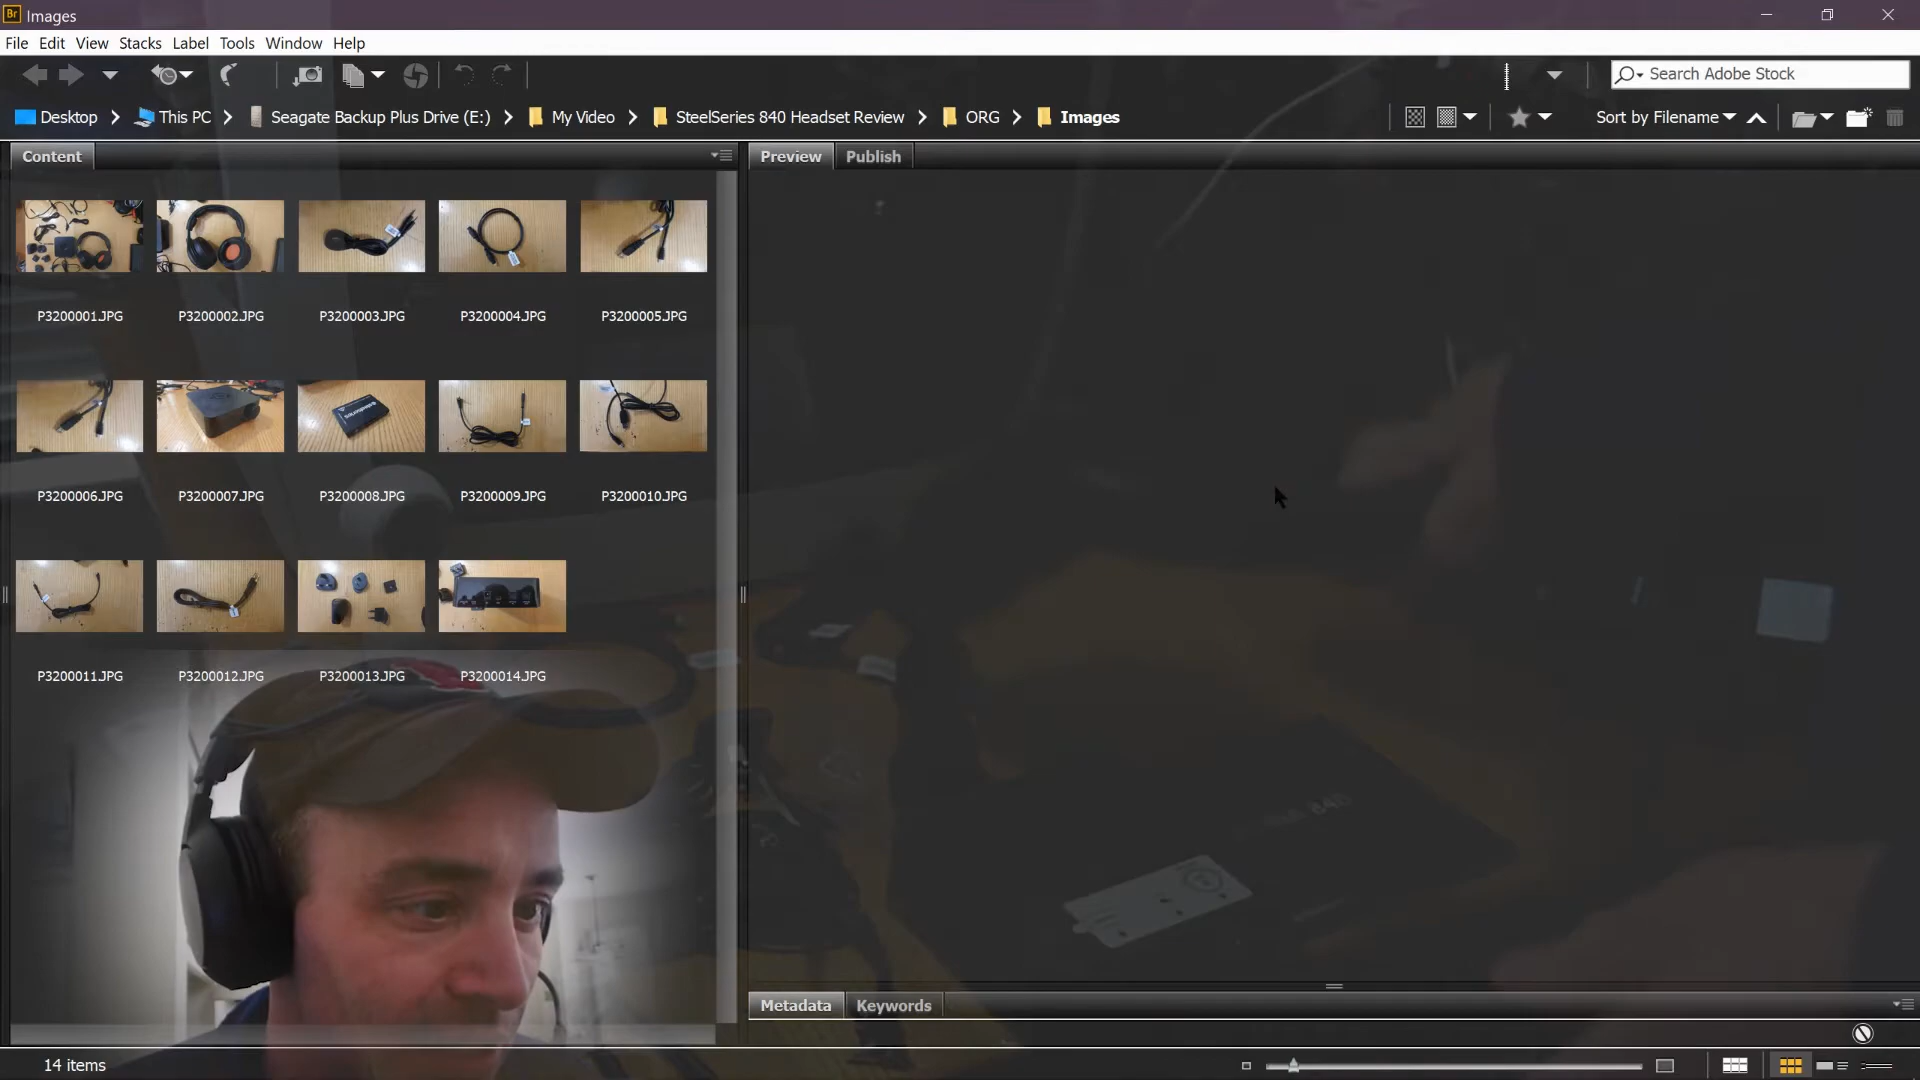 Br Images
File Edit View Stacks Label Tools Window Help
Search Adobe Stock
Desktop This PC Seagate Backup Plus Drive (E:) My Video SteelSeries 840 Headset Review ORG Images
Sort by Filename
Content
Preview Publish
P3200001.JPG P3200002.JPG P3200003.JPG P3200004.JPG P3200005.JPG
P3200006.JPG P3200007.JPG P3200008.JPG P3200009.JPG P3200010.JPG
P3200011.JPG P3200012.JPG P3200013.JPG P3200014.JPG
840
Metadata Keywords
14 items